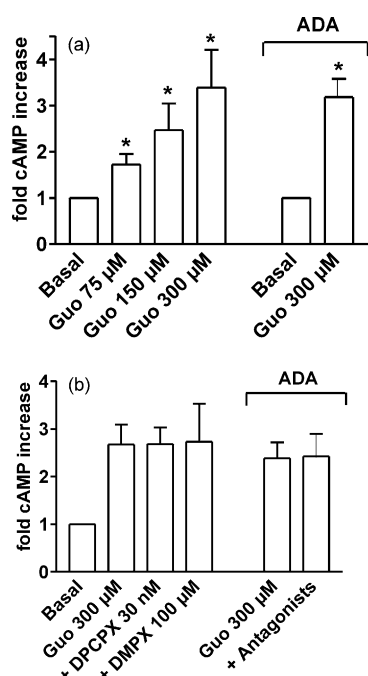 (a)
ADA
fold cAMP increase
4
3
2
1
0
* * * *
Basal
Guo 75 µM
Guo 150 µM
Guo 300 µM
Basal
Guo 300 µM
(b)
ADA
fold cAMP increase
4
3
2
1
0
Basal
Guo 300 µM
+ DPCPX 30 nM
+ DMPX 100 µM
Guo 300 µM
+ Antagonists